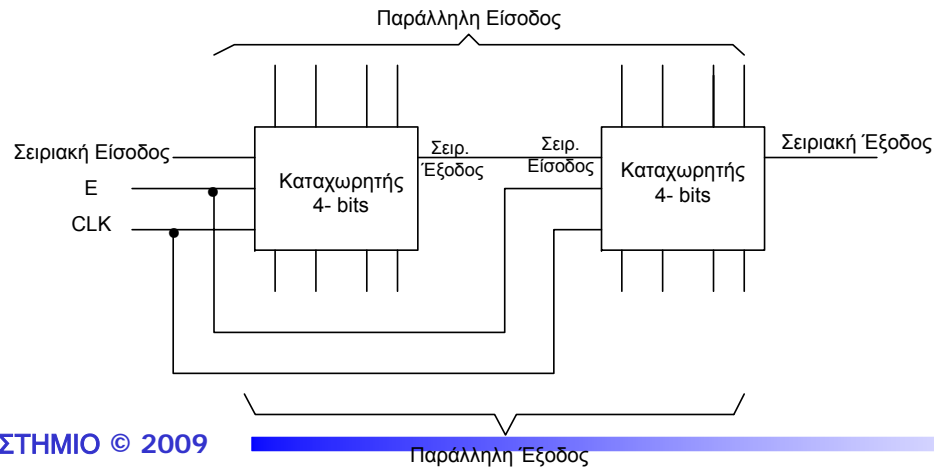 Παράλληλη Είσοδος
Σειριακή Είσοδος
E
CLK
Καταχωρητής
4- bits
Σειρ.
Έξοδος
Σειρ.
Είσοδος
Καταχωρητής
4- bits
Σειριακή Έξοδος
ΣΤΗΜΙΟ © 2009
Παράλληλη Έξοδος